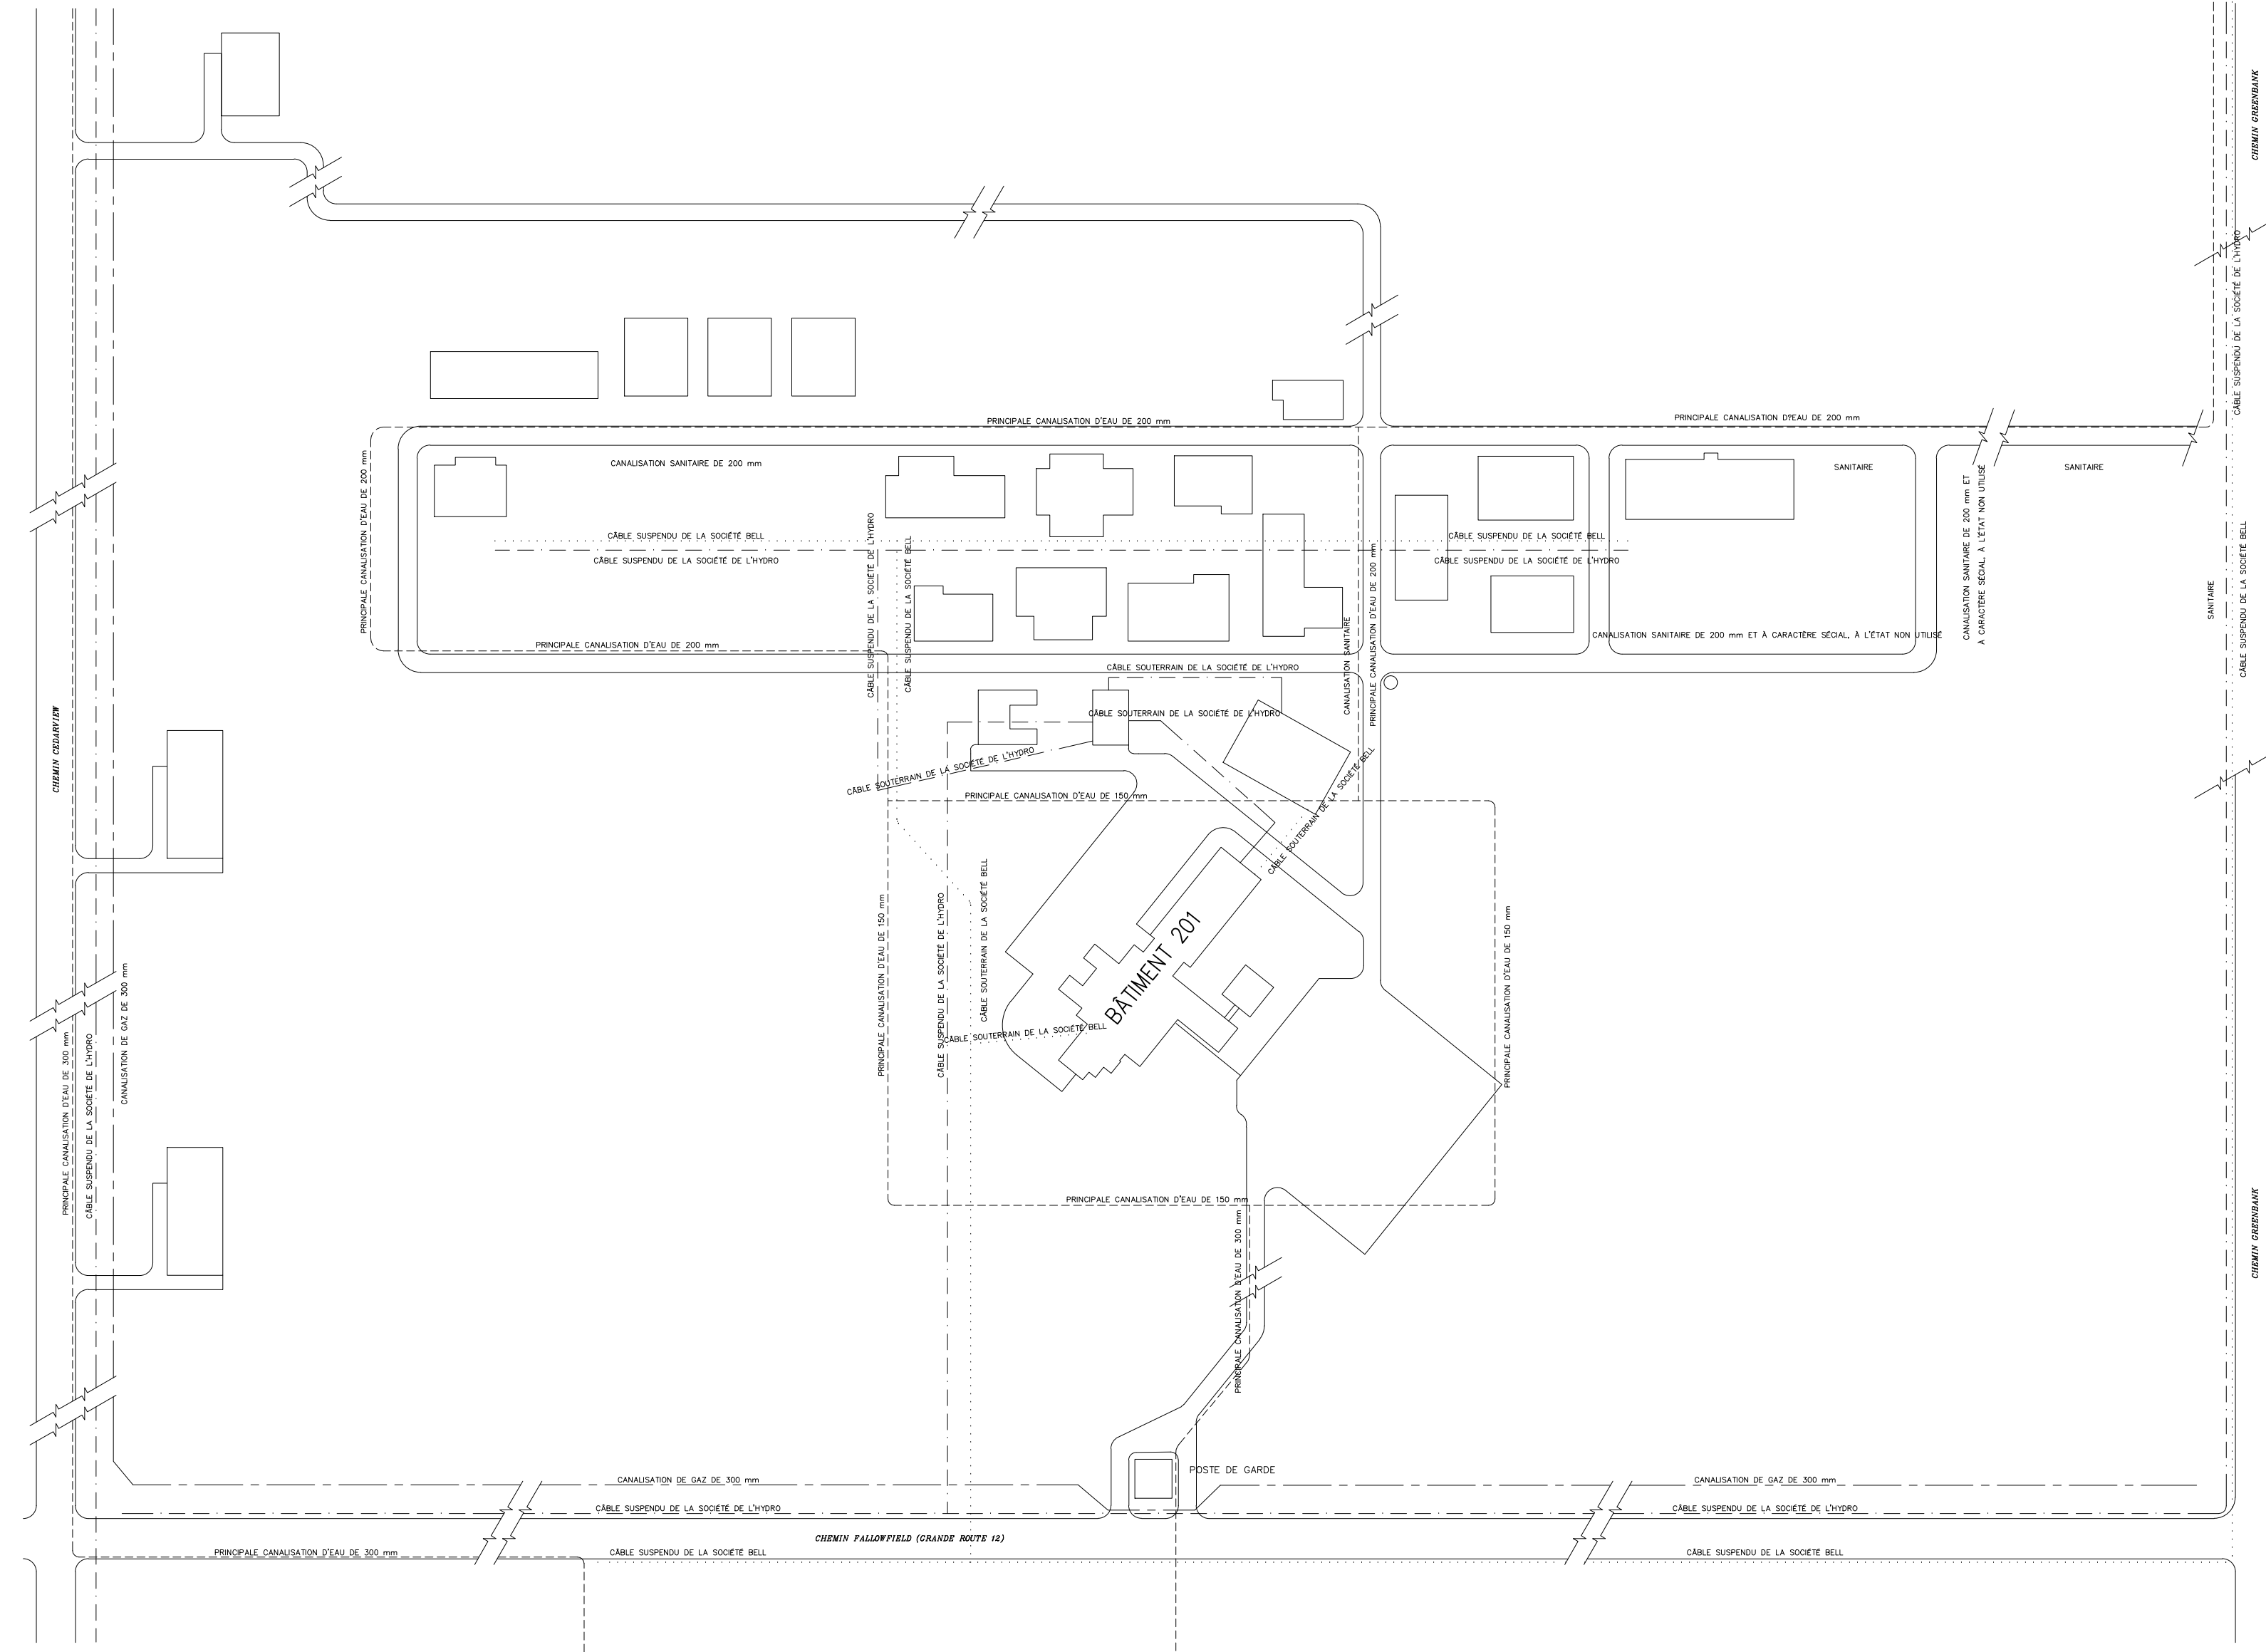 CHEMIN GREENBANK
CÂBLE SUSPENDU DE LA SOCIÉTÉ DE L'HYDRO
PRINCIPALE CANALISATION D'EAU DE 200 mm
PRINCIPALE CANALISATION D?EAU DE 200 mm
PRINCIPALE CANALISATION D'EAU DE 200 mm
CANALISATION SANITAIRE DE 200 mm
SANITAIRE
SANITAIRE
CANALISATION SANITAIRE DE 200 mm ET
À CARACTÈRE SÉCIAL, À L'ÉTAT NON UTILISÉ
CÂBLE SUSPENDU DE LA SOCIÉTÉ BELL
CÂBLE SUSPENDU DE LA SOCIÉTÉ DE L'HYDRO
CÂBLE SUSPENDU DE LA SOCIÉTÉ DE L'HYDRO
CÂBLE SUSPENDU DE LA SOCIÉTÉ BELL
CÂBLE SUSPENDU DE LA SOCIÉTÉ BELL
CÂBLE SUSPENDU DE LA SOCIÉTÉ DE L'HYDRO
PRINCIPALE CANALISATION D'EAU DE 200 mm
CANALISATION SANITAIRE
SANITAIRE
CÂBLE SUSPENDU DE LA SOCIÉTÉ BELL
CANALISATION SANITAIRE DE 200 mm ET À CARACTÈRE SÉCIAL, À L'ÉTAT NON UTILISÉ
PRINCIPALE CANALISATION D'EAU DE 200 mm
CÂBLE SOUTERRAIN DE LA SOCIÉTÉ DE L'HYDRO
CÂBLE SOUTERRAIN DE LA SOCIÉTÉ DE L'HYDRO
CHEMIN CEDARVIEW
CÂBLE SOUTERRAIN DE LA SOCIÉTÉ DE L'HYDRO
CÂBLE SOUTERRAIN DE LA SOCIÉTÉ BELL
PRINCIPALE CANALISATION D'EAU DE 150 mm
PRINCIPALE CANALISATION D'EAU DE 150 mm
CÂBLE SUSPENDU DE LA SOCIÉTÉ DE L'HYDRO
CÂBLE SOUTERRAIN DE LA SOCIÉTÉ BELL
BÂTIMENT 201
CÂBLE SOUTERRAIN DE LA SOCIÉTÉ BELL
PRINCIPALE CANALISATION D'EAU DE 150 mm
PRINCIPALE CANALISATION D'EAU DE 300 mm
CÂBLE SUSPENDU DE LA SOCIÉTÉ DE L'HYDRO
CANALISATION DE GAZ DE 300 mm
PRINCIPALE CANALISATION D'EAU DE 150 mm
PRINCIPALE CANALISATION D'EAU DE 300 mm
CHEMIN GREENBANK
POSTE DE GARDE
CANALISATION DE GAZ DE 300 mm
CANALISATION DE GAZ DE 300 mm
CÂBLE SUSPENDU DE LA SOCIÉTÉ DE L'HYDRO
CÂBLE SUSPENDU DE LA SOCIÉTÉ DE L'HYDRO
CHEMIN FALLOWFIELD (GRANDE ROUTE 12)
PRINCIPALE CANALISATION D'EAU DE 300 mm
CÂBLE SUSPENDU DE LA SOCIÉTÉ BELL
CÂBLE SUSPENDU DE LA SOCIÉTÉ BELL